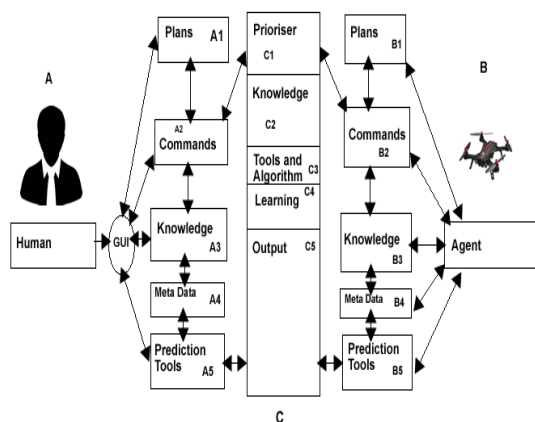 A
Human
GUI
Plans A1
A2
Commands
Knowledge
A3
Meta Data
A4
Prediction
Tools
A5
Prioriser
C1
Knowledge
C2
Tools and
Algorithm C3
Learning C4
Output C5
C
Plans
B1
Commands
B2
Knowledge
B3
Meta Data B4
Prediction
Tools
B5
B
Agent